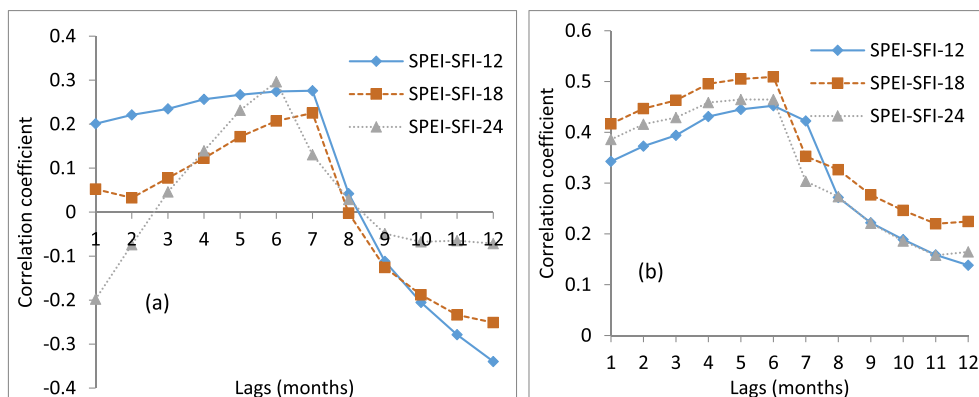 0.4
0.3
0.2
0.1
0
-0.1
-0.2
-0.3
-0.4
Correlation coefficient
1 2 3 4 5 6 7 8 9 10 11 12
Lags (months)
(a)
SPEI-SFI-12
SPEI-SFI-18
SPEI-SFI-24
0.6
0.5
0.4
0.3
0.2
0.1
0
Correlation coefficient
1 2 3 4 5 6 7 8 9 10 11 12
Lags (months)
(b)
SPEI-SFI-12
SPEI-SFI-18
SPEI-SFI-24